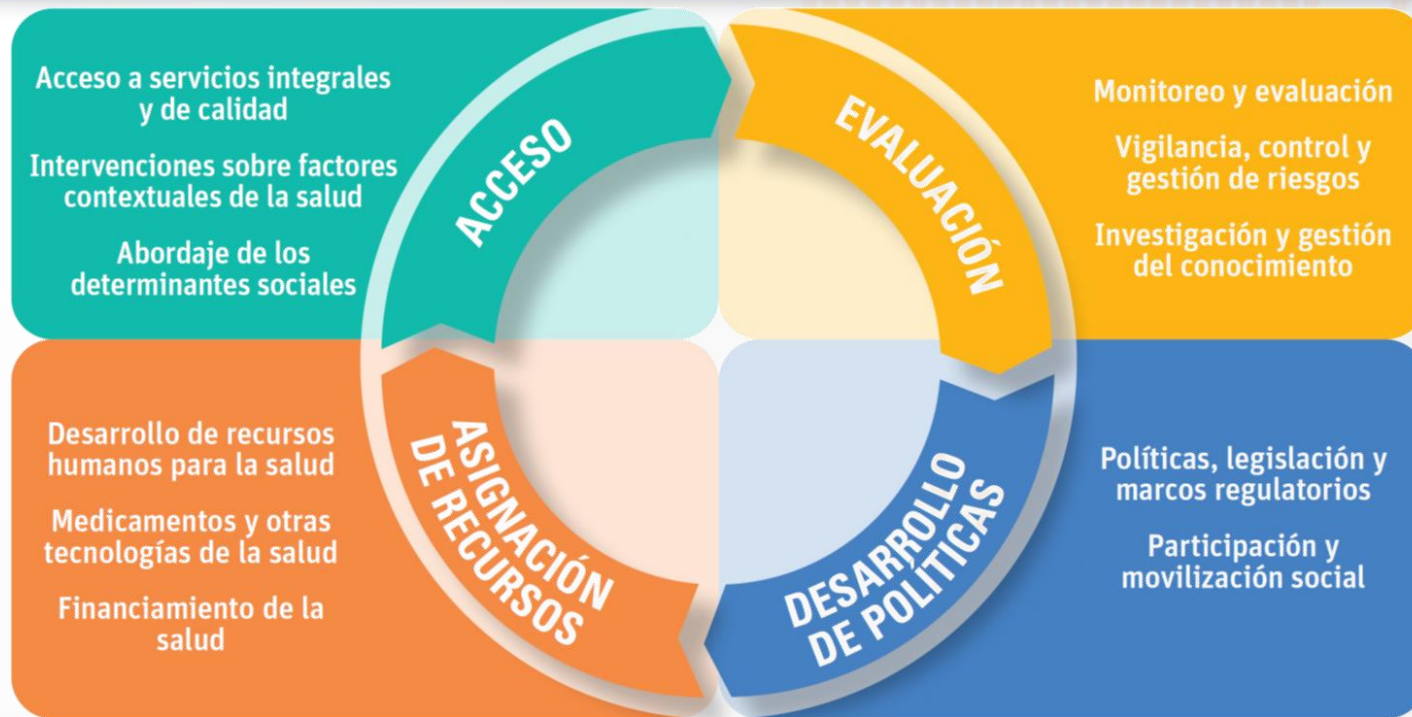 Acceso a servicios integrales
y de calidad
Intervenciones sobre factores
contextuales de la salud
Abordaje de los
determinantes sociales
ACCESO
EVALUACIÓN
Monitoreo y evaluación
Vigilancia, control y
gestión de riesgos
Investigación y gestión
del conocimiento
Desarrollo de recursos
humanos para la salud
Medicamentos y otras
tecnologías de la salud
Financiamiento de la
salud
ASIGNACIÓN
DE RECURSOS
DESARROLLO
DE POLÍTICAS
Políticas, legislación y
marcos regulatorios
Participación y
movilización social